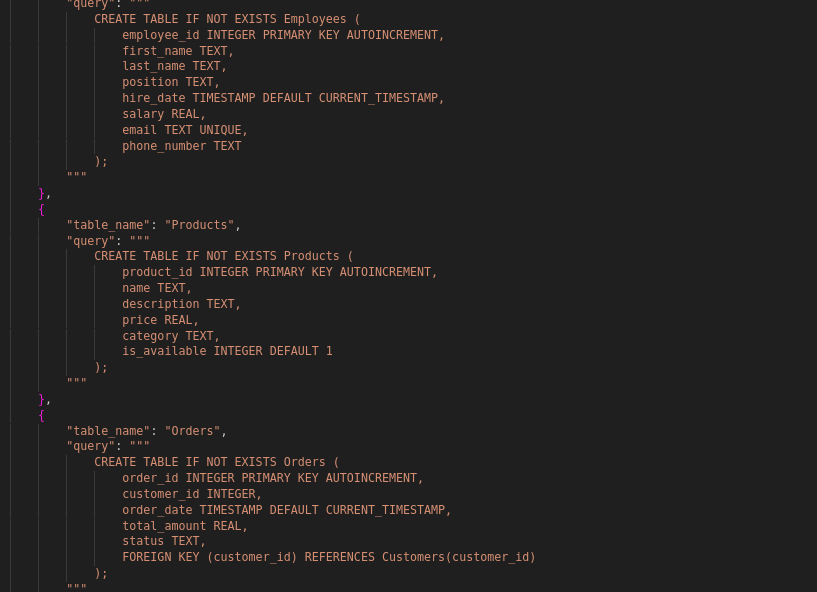 "query": """
CREATE TABLE IF NOT EXISTS Employees (
employee_id INTEGER PRIMARY KEY AUTOINCREMENT,
first_name TEXT,
last_name TEXT,
position TEXT,
hire_date TIMESTAMP DEFAULT CURRENT_TIMESTAMP,
salary REAL,
email TEXT UNIQUE,
phone_number TEXT
);
"""
},
{
"table_name": "Products",
"query": """
CREATE TABLE IF NOT EXISTS Products (
product_id INTEGER PRIMARY KEY AUTOINCREMENT,
name TEXT,
description TEXT,
price REAL,
category TEXT,
is_available INTEGER DEFAULT 1
);
"""
},
{
"table_name": "Orders",
"query": """
CREATE TABLE IF NOT EXISTS Orders (
order_id INTEGER PRIMARY KEY AUTOINCREMENT,
customer_id INTEGER,
order_date TIMESTAMP DEFAULT CURRENT_TIMESTAMP,
total_amount REAL,
status TEXT,
FOREIGN KEY (customer_id) REFERENCES Customers(customer_id)
);
"""